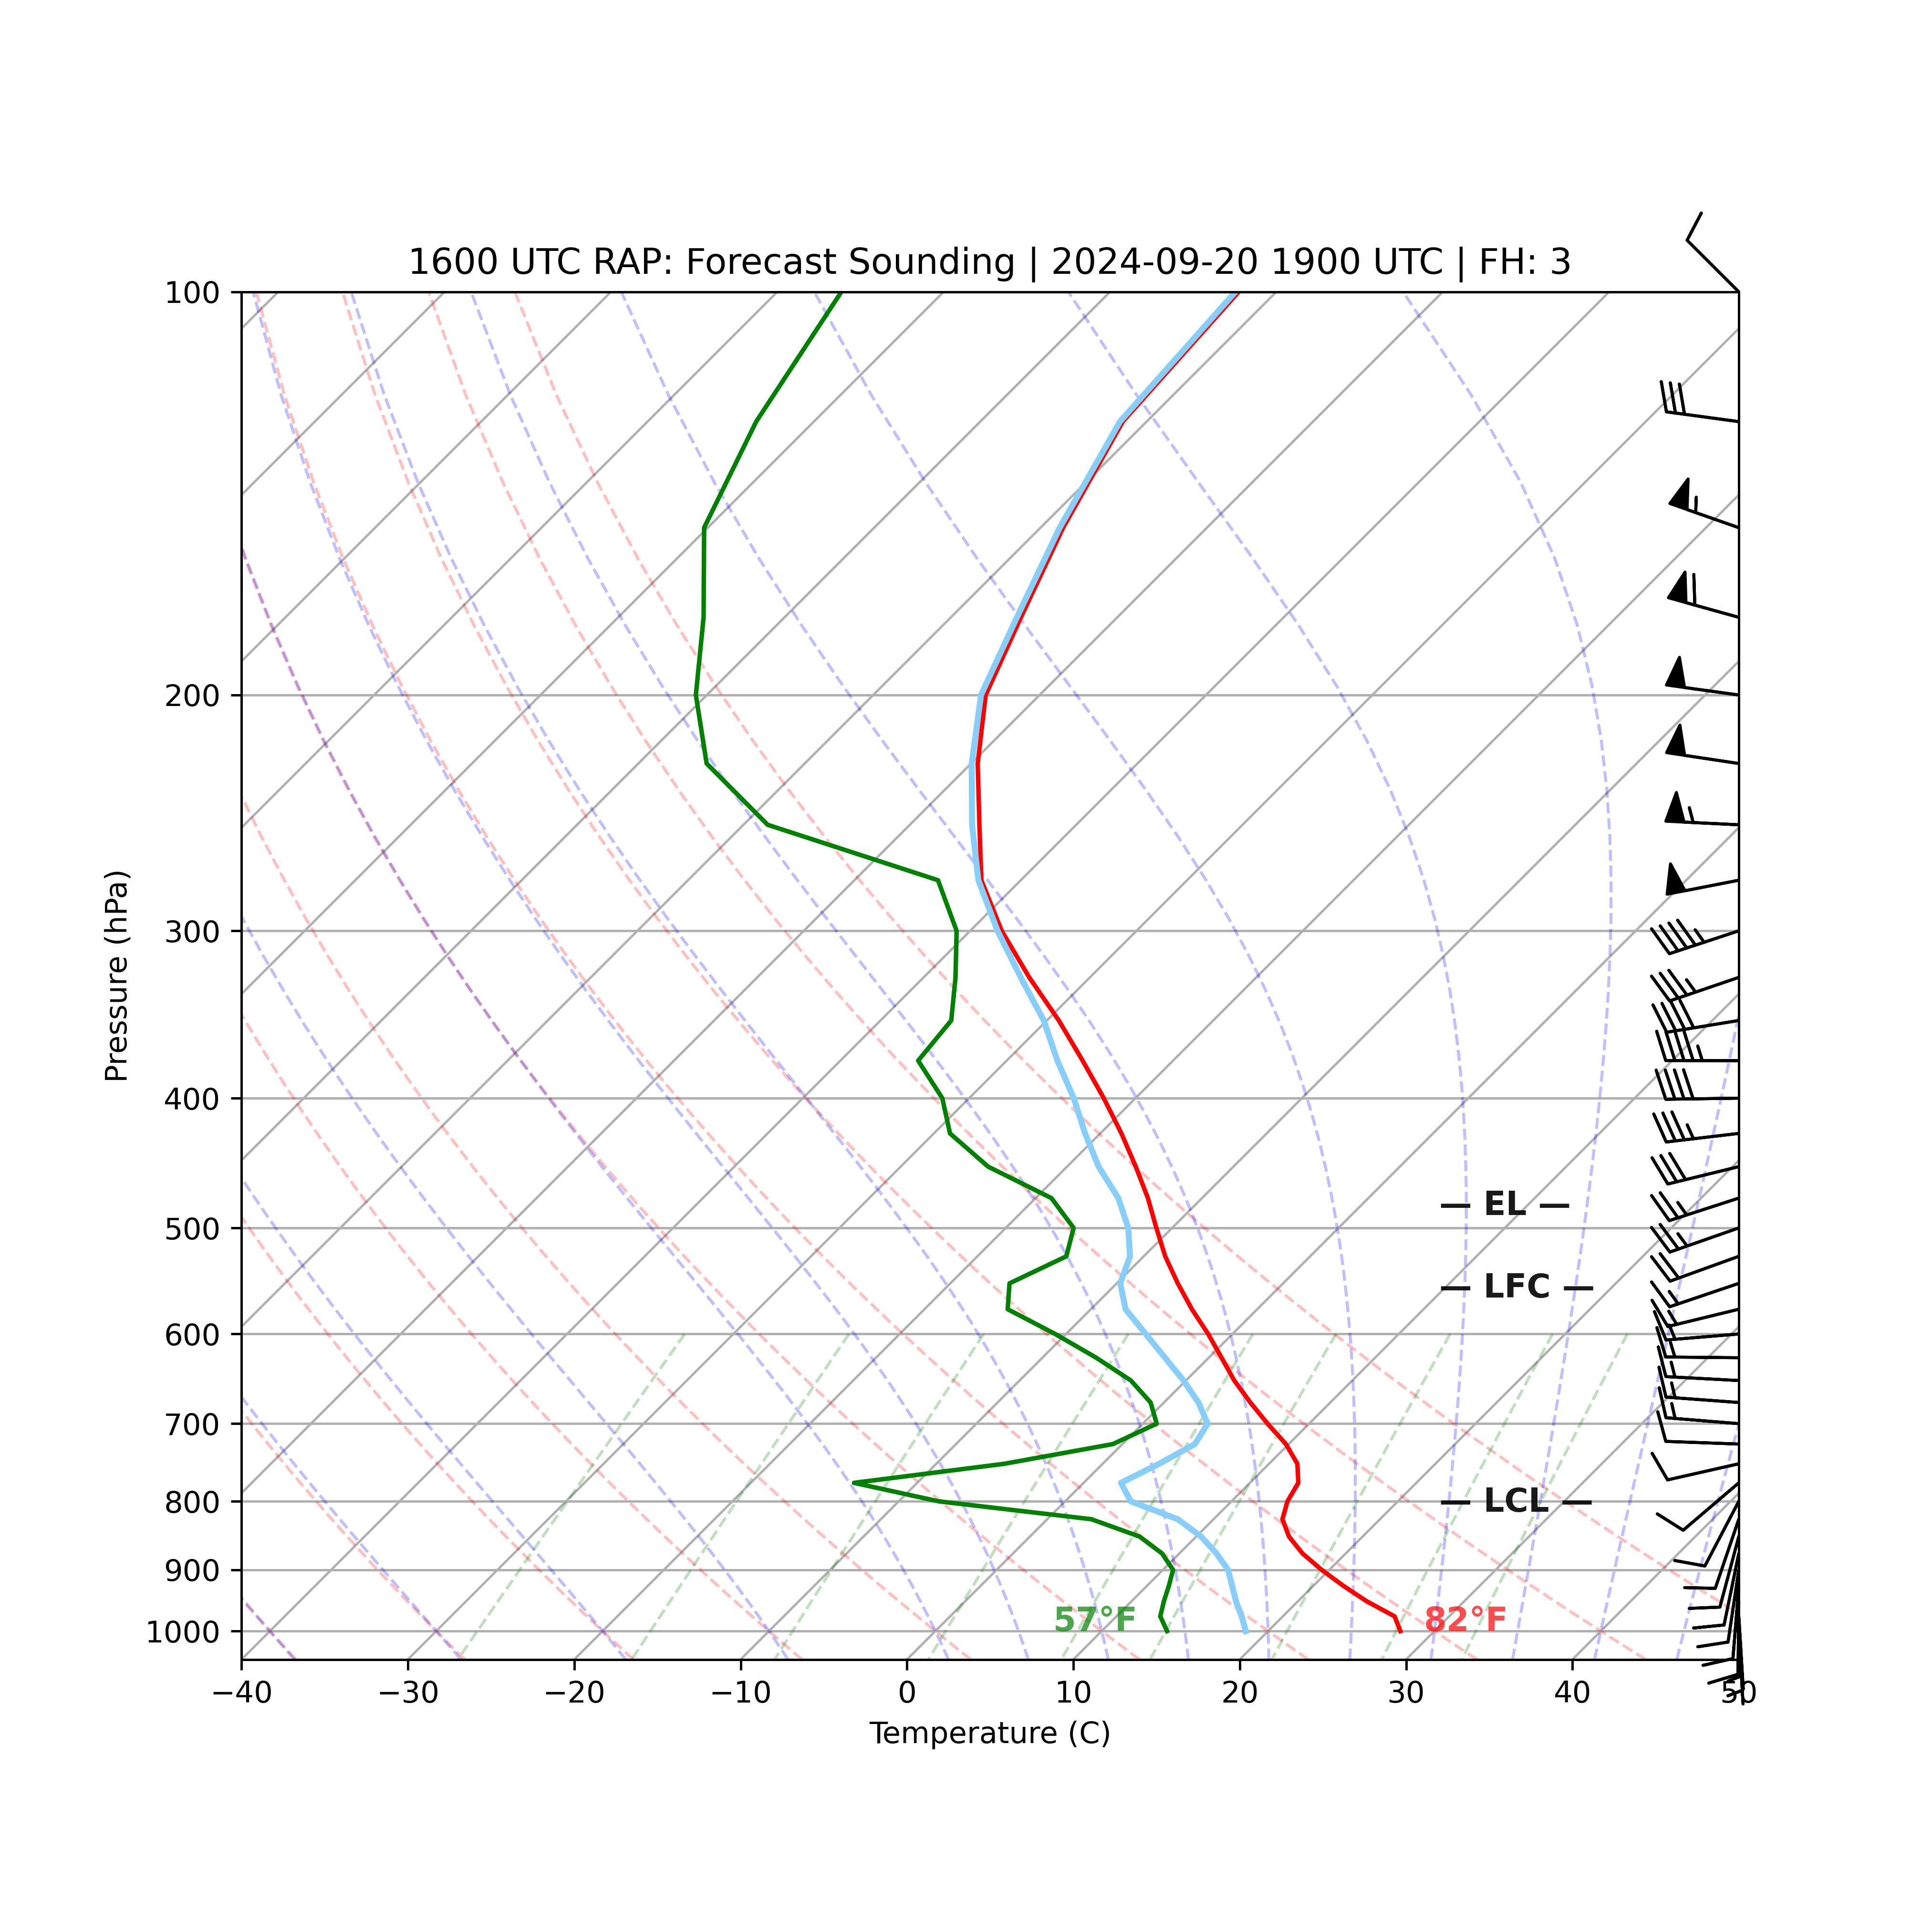 1600 UTC RAP: Forecast Sounding | 2024-09-20 1900 UTC | FH: 3
100
200
300
400
500
600
700
800
900
1000
Pressure (hPa)
— EL —
— LFC —
— LCL —
57°F
82°F
−40 −30 −20 −10 0 10 20 30 40 50
Temperature (C)